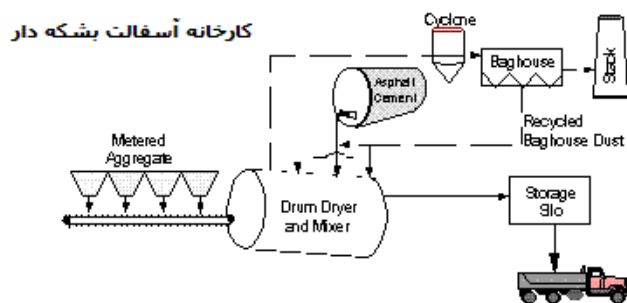 کارخانه آسفالت بشکه دار
Cyclone
Baghouse
Stack
Asphalt
Cement
Recycled
Baghouse Dust
Metered
Aggregate
Drum Dryer
and Mixer
Storage
Silo